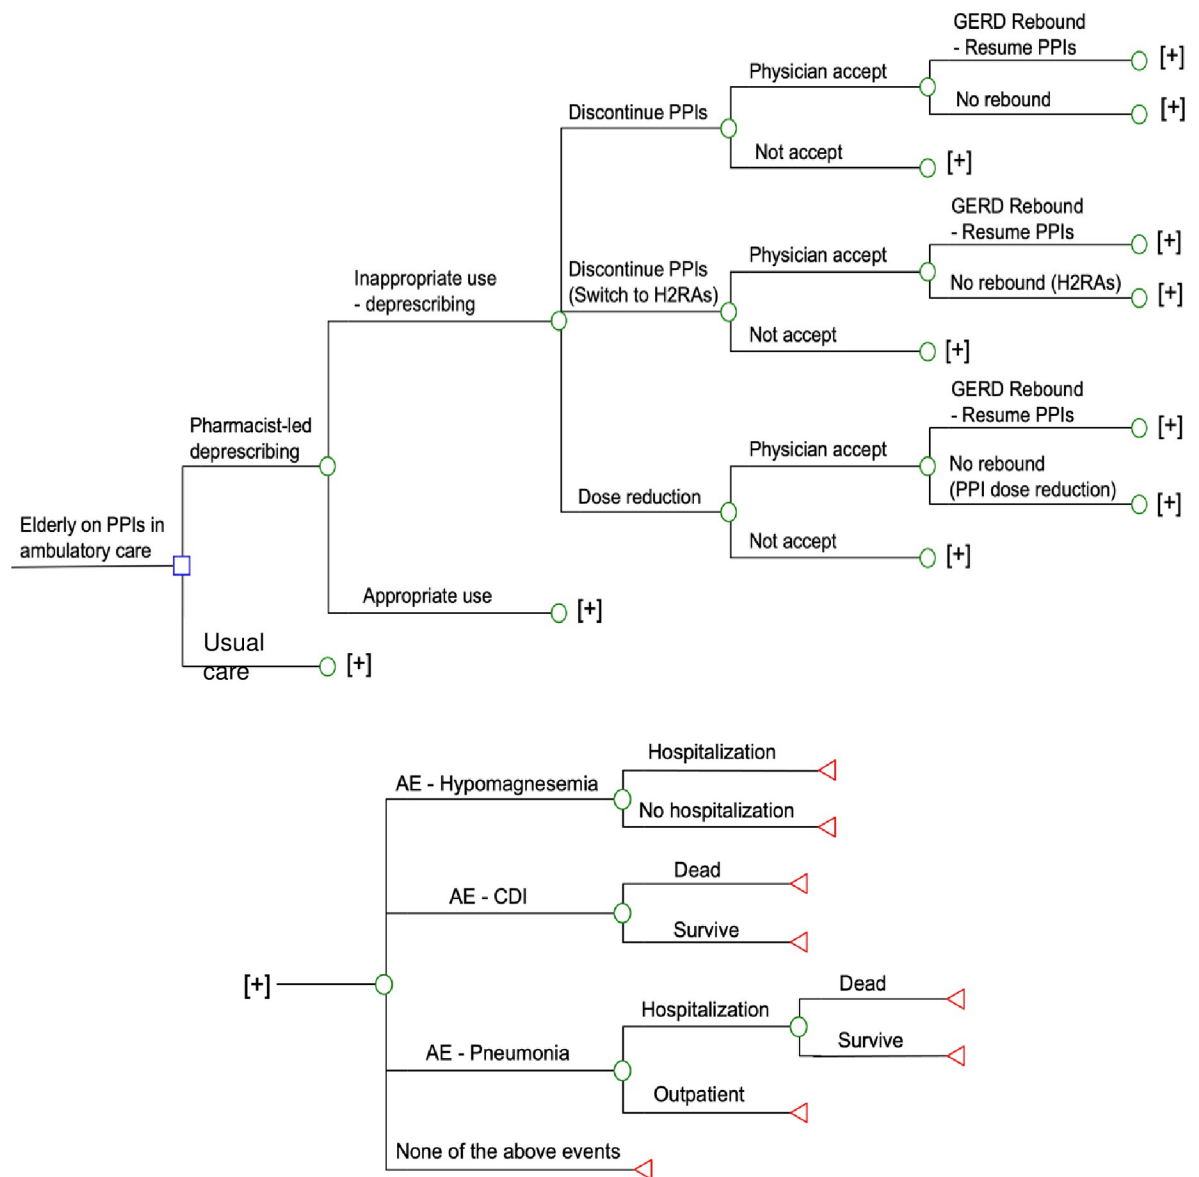 GERD Rebound
- Resume PPIs
[+]
Physician accept
No rebound
[+]
Discontinue PPIs
Not accept
[+]
GERD Rebound
- Resume PPIs
[+]
Physician accept
Discontinue PPIs
(Switch to H2RAs)
No rebound (H2RAs)
[+]
Inappropriate use
- deprescribing
Not accept
[+]
GERD Rebound
- Resume PPIs
[+]
Pharmacist-led
deprescribing
Physician accept
No rebound
(PPI dose reduction)
[+]
Dose reduction
Elderly on PPIs in
ambulatory care
Not accept
[+]
Appropriate use
[+]
Usual
care
[+]
Hospitalization
AE - Hypomagnesemia
No hospitalization
Dead
AE - CDI
Survive
[+]
Dead
Hospitalization
Survive
AE - Pneumonia
Outpatient
None of the above events